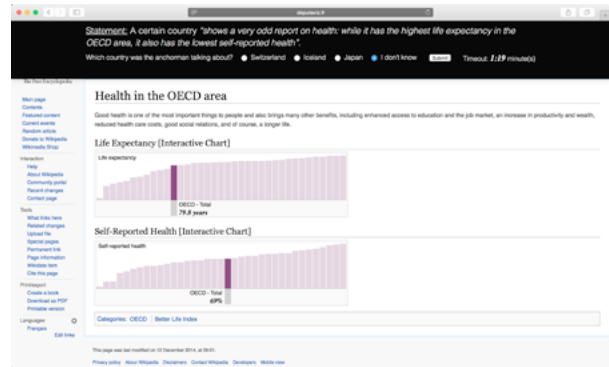 Statement: A certain country "shows a very odd report on health: while it has the highest life expectancy in the
OECD area, it also has the lowest self-reported health".
Which country was the anchorman talking about? Switzerland Iceland Japan I don't know Submit Timeout: 1:19 minute(s)
The Free Encyclopedia
Main page
Contents
Featured content
Current events
Random article
Donate to Wikipedia
Wikimedia Shop
Interaction
Help
About Wikipedia
Community portal
Recent changes
Contact page
Tools
What links here
Related changes
Upload file
Special pages
Permanent link
Page information
Wikidata item
Cite this page
Print/export
Create a book
Download as PDF
Printable version
Languages
Français
Edit links
Health in the OECD area
Good health is one of the most important things to people and also brings many other benefits, including enhanced access to education and the job market, an increase in productivity and wealth,
reduced health care costs, good social relations, and of course, a longer life.
Life Expectancy [Interactive Chart]
Life expectancy
OECD - Total
79.8 years
Self-Reported Health [Interactive Chart]
Self-reported health
OECD - Total
69%
Categories: OECD Better Life Index
This page was last modified on 13 December 2014, at 09:01.
Privacy policy About Wikipedia Disclaimers Contact Wikipedia Developers Mobile view